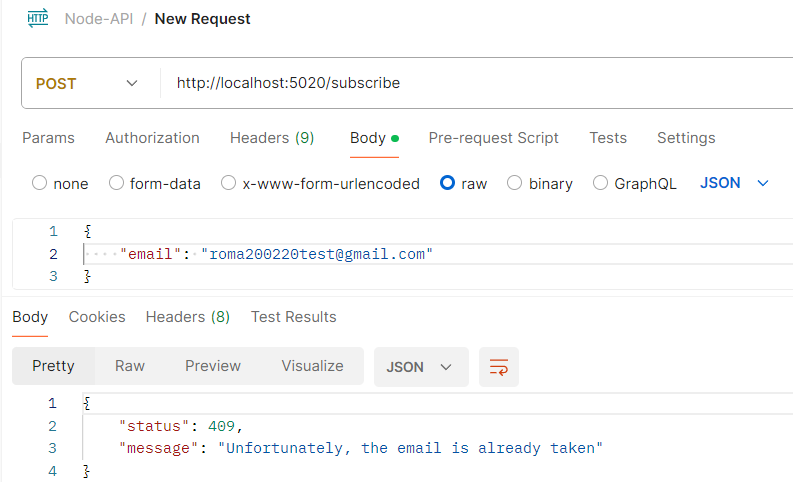 HTTP Node-API / New Request
POST http://localhost:5020/subscribe
Params Authorization Headers (9) Body Pre-request Script Tests Settings
none form-data x-www-form-urlencoded raw binary GraphQL JSON
1 {
2 "email": "roma200220test@gmail.com"
3 }
Body Cookies Headers (8) Test Results
Pretty Raw Preview Visualize JSON
1 {
2 "status": 409,
3 "message": "Unfortunately, the email is already taken"
4 }